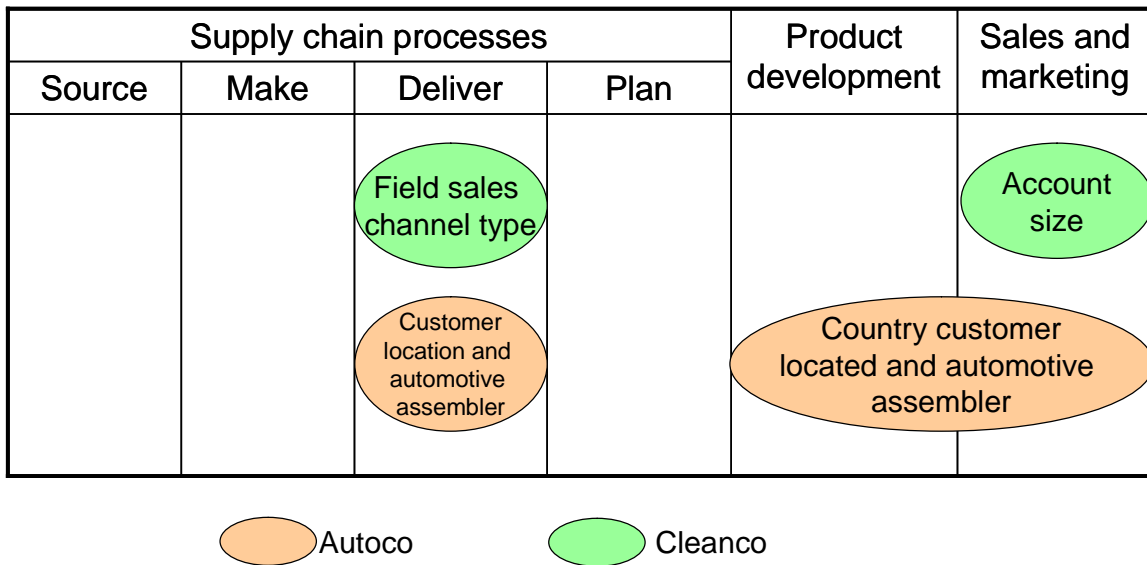 Supply chain processes
Product
development
Sales and
marketing
Source
Make
Deliver
Plan
Field sales
channel type
Account
size
Customer
location and
automotive
assembler
Country customer
located and automotive
assembler
Autoco
Cleanco